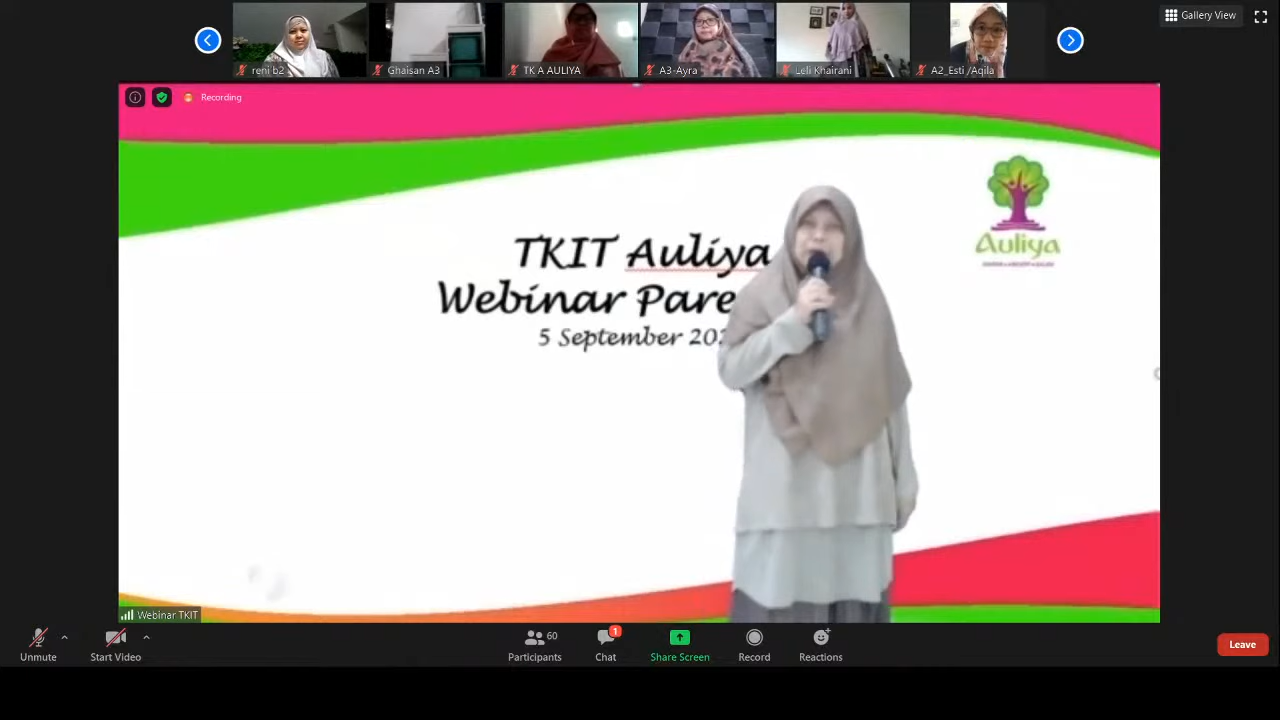 Gallery View
reni b2
Ghaisan A3
TK A AULIYA
A3-Ayra
Leli Khairani
A2_Esti /Aqila
Recording
Auliya
TKIT Auliya
Webinar Pare
5 September 202
Webinar TKIT
Unmute
Start Video
60
Participants
1
Chat
Share Screen
Record
Reactions
Leave